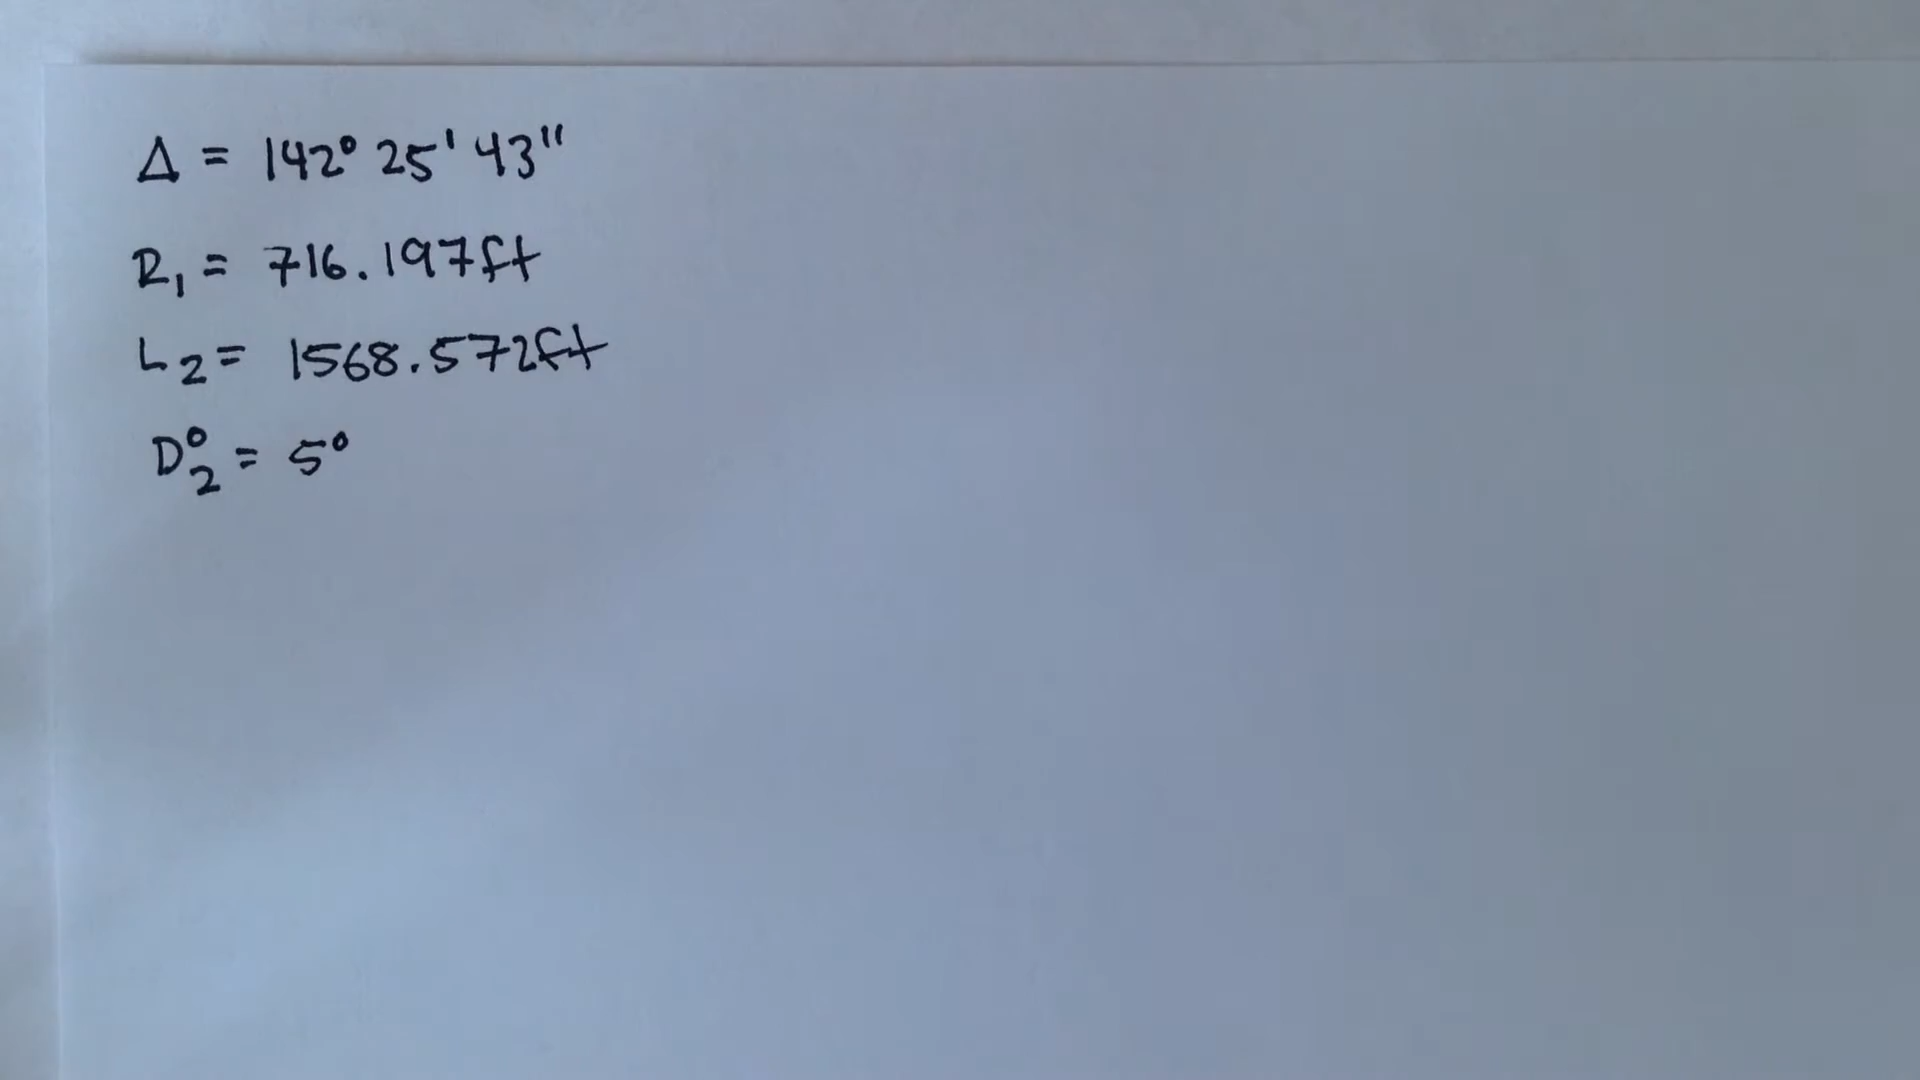 Δ = 142° 25' 43"
R₁ = 716.197ft
L₂ = 1568.572ft
D°₂ = 5°